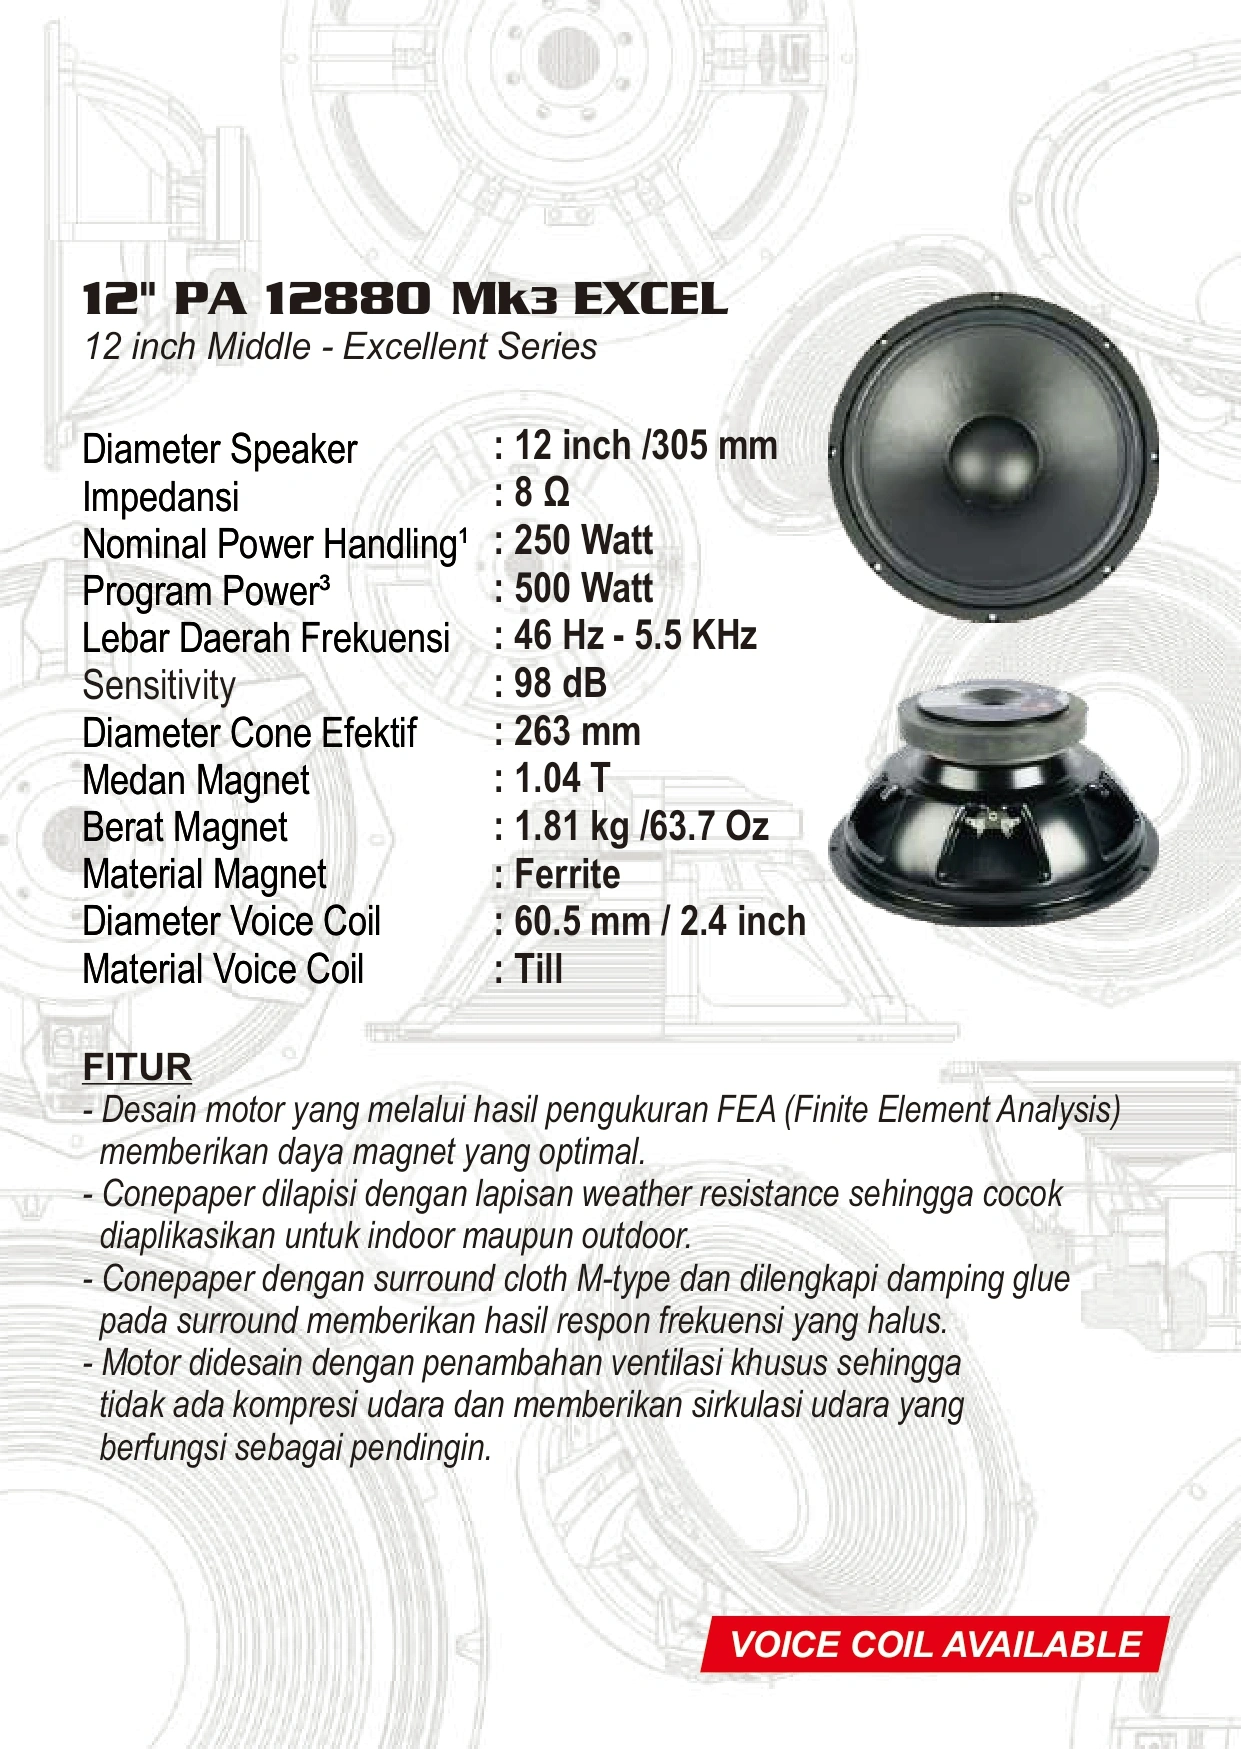 12" PA 12880 Mk3 EXCEL
12 inch Middle - Excellent Series
Diameter Speaker : 12 inch /305 mm
Impedansi : 8 Ω
Nominal Power Handling¹ : 250 Watt
Program Power³ : 500 Watt
Lebar Daerah Frekuensi : 46 Hz - 5.5 KHz
Sensitivity : 98 dB
Diameter Cone Efektif : 263 mm
Medan Magnet : 1.04 T
Berat Magnet : 1.81 kg /63.7 Oz
Material Magnet : Ferrite
Diameter Voice Coil : 60.5 mm / 2.4 inch
Material Voice Coil : Till
FITUR
- Desain motor yang melalui hasil pengukuran FEA (Finite Element Analysis)
memberikan daya magnet yang optimal.
- Conepaper dilapisi dengan lapisan weather resistance sehingga cocok
diaplikasikan untuk indoor maupun outdoor.
- Conepaper dengan surround cloth M-type dan dilengkapi damping glue
pada surround memberikan hasil respon frekuensi yang halus.
- Motor didesain dengan penambahan ventilasi khusus sehingga
tidak ada kompresi udara dan memberikan sirkulasi udara yang
berfungsi sebagai pendingin.
VOICE COIL AVAILABLE